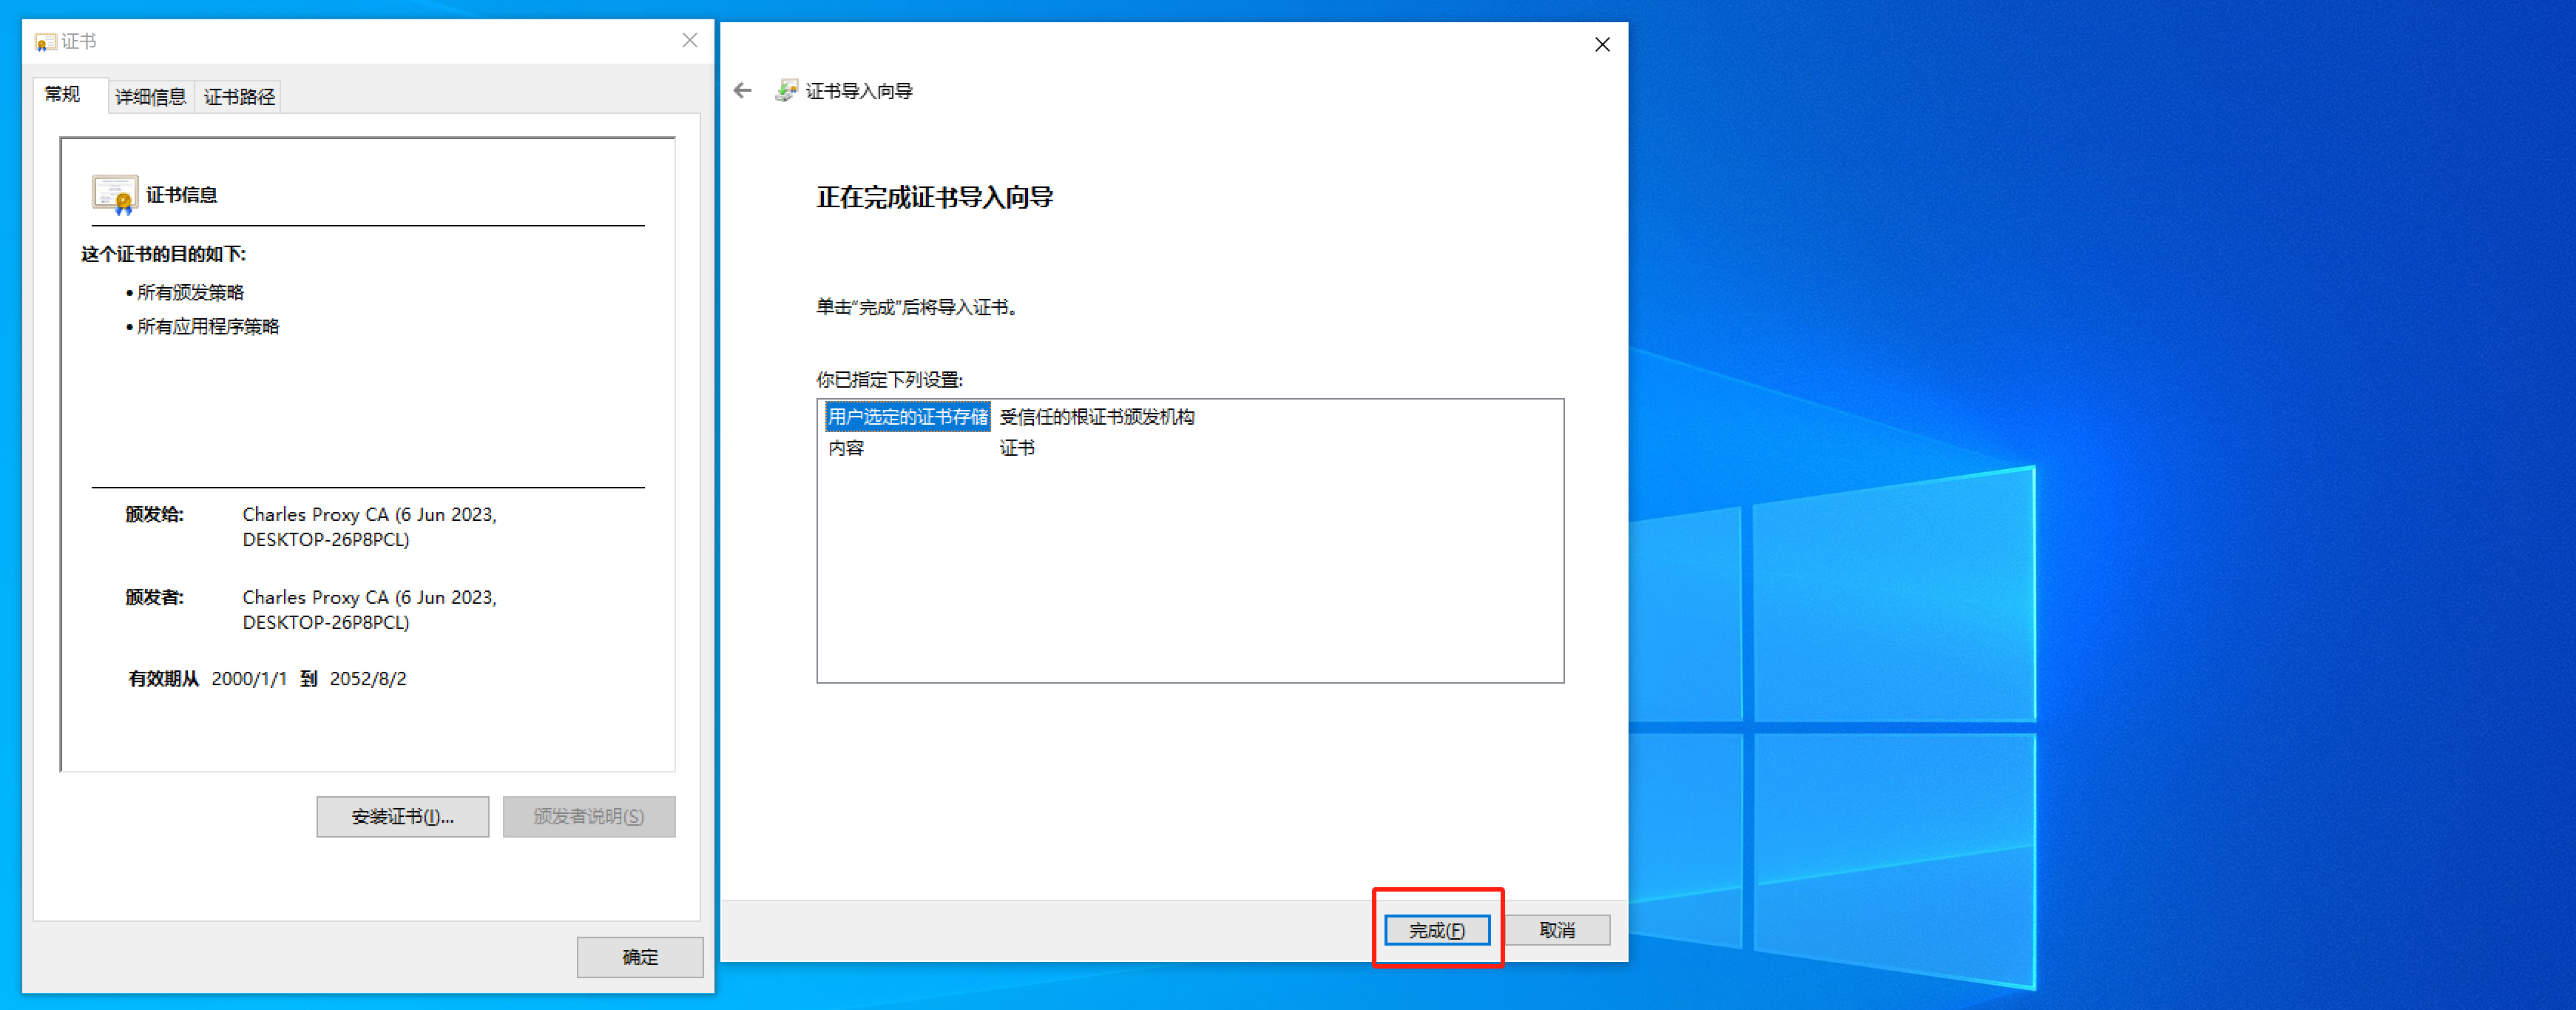 证书
常规
详细信息
证书路径
证书信息
这个证书的目的如下:
• 所有颁发策略
• 所有应用程序策略
颁发给: Charles Proxy CA (6 Jun 2023,
DESKTOP-26P8PCL)
颁发者: Charles Proxy CA (6 Jun 2023,
DESKTOP-26P8PCL)
有效期从 2000/1/1 到 2052/8/2
安装证书(I)...
颁发者说明(S)
确定
证书导入向导
正在完成证书导入向导
单击“完成”后将导入证书。
你已指定下列设置:
用户选定的证书存储 受信任的根证书颁发机构
内容 证书
完成(F)
取消